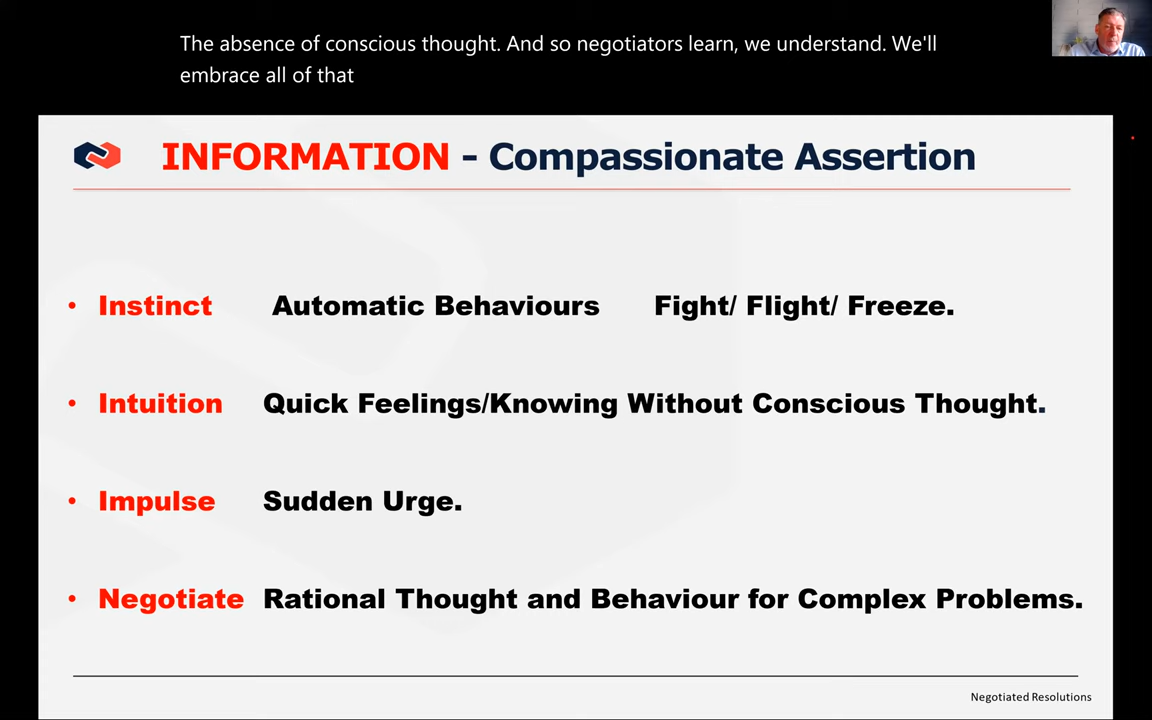 The absence of conscious thought. And so negotiators learn, we understand. We'll
embrace all of that
INFORMATION - Compassionate Assertion
• Instinct Automatic Behaviours Fight/ Flight/ Freeze.
• Intuition Quick Feelings/Knowing Without Conscious Thought.
• Impulse Sudden Urge.
• Negotiate Rational Thought and Behaviour for Complex Problems.
Negotiated Resolutions